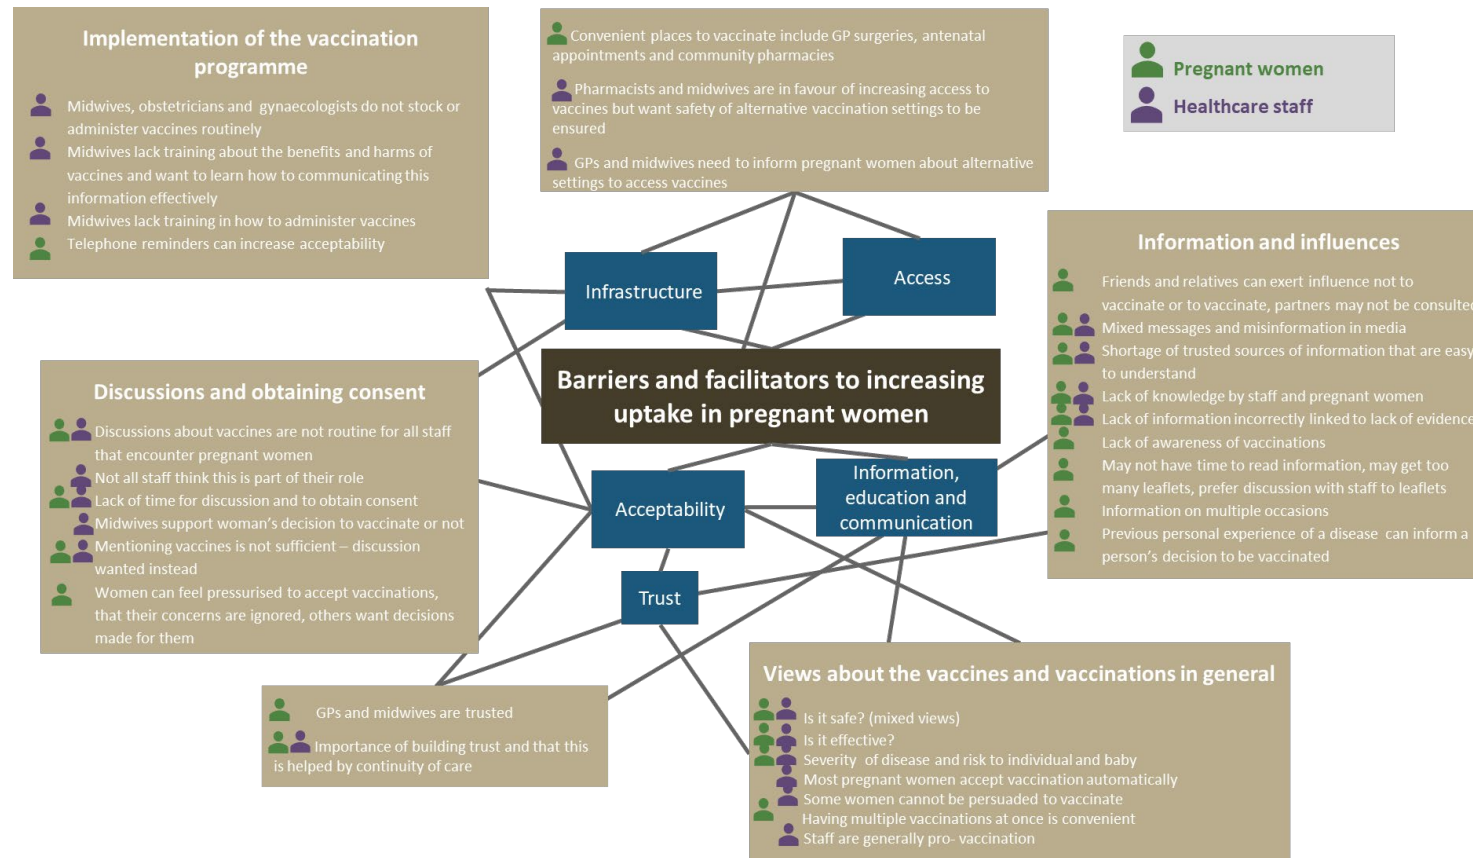 Implementation of the vaccination
programme
Midwives, obstetricians and gynaecologists do not stock or
administer vaccines routinely
Midwives lack training about the benefits and harms of
vaccines and want to learn how to communicating this
information effectively
Midwives lack training in how to administer vaccines
Telephone reminders can increase acceptability
Convenient places to vaccinate include GP surgeries, antenatal
appointments and community pharmacies
Pharmacists and midwives are in favour of increasing access to
vaccines but want safety of alternative vaccination settings to be
ensured
GPs and midwives need to inform pregnant women about alternative
settings to access vaccines
Pregnant women
Healthcare staff
Infrastructure
Access
Barriers and facilitators to increasing
uptake in pregnant women
Acceptability
Information,
education and
communication
Trust
Information and influences
Friends and relatives can exert influence not to
vaccinate or to vaccinate, partners may not be consulted
Mixed messages and misinformation in media
Shortage of trusted sources of information that are easy
to understand
Lack of knowledge by staff and pregnant women
Lack of information incorrectly linked to lack of evidence
Lack of awareness of vaccinations
May not have time to read information, may get too
many leaflets, prefer discussion with staff to leaflets
Information on multiple occasions
Previous personal experience of a disease can inform a
person's decision to be vaccinated
Discussions and obtaining consent
Discussions about vaccines are not routine for all staff
that encounter pregnant women
Not all staff think this is part of their role
Lack of time for discussion and to obtain consent
Midwives support woman's decision to vaccinate or not
Mentioning vaccines is not sufficient – discussion
wanted instead
Women can feel pressurised to accept vaccinations,
that their concerns are ignored, others want decisions
made for them
GPs and midwives are trusted
Importance of building trust and that this
is helped by continuity of care
Views about the vaccines and vaccinations in general
Is it safe? (mixed views)
Is it effective?
Severity of disease and risk to individual and baby
Most pregnant women accept vaccination automatically
Some women cannot be persuaded to vaccinate
Having multiple vaccinations at once is convenient
Staff are generally pro- vaccination